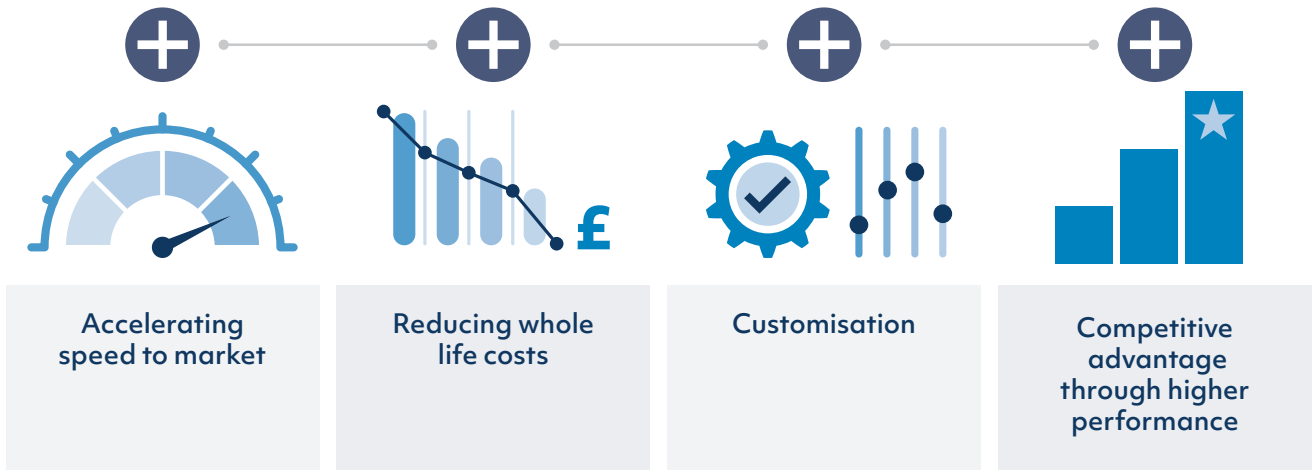 £
Accelerating
speed to market
Reducing whole
life costs
Customisation
Competitive
advantage
through higher
performance